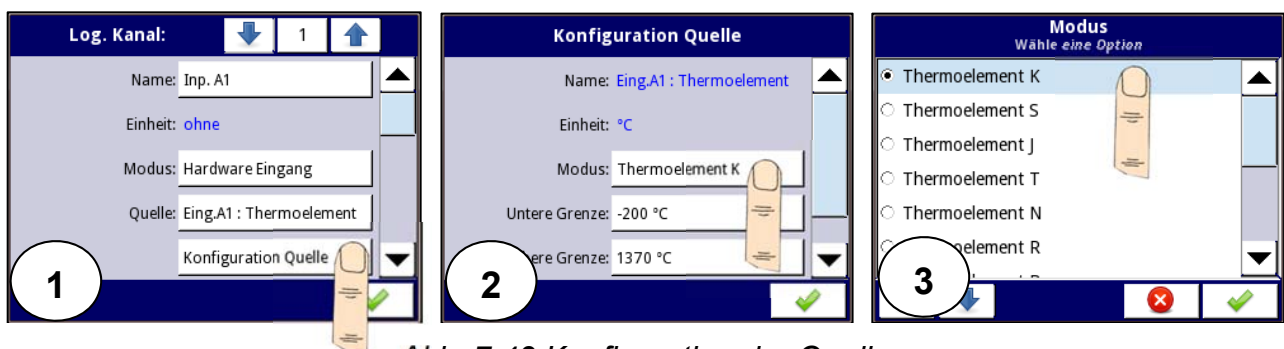 Log. Kanal: 1
Name: Inp. A1
Einheit: ohne
Modus: Hardware Eingang
Quelle: Eing.A1 : Thermoelement
Konfiguration Quelle
1
Konfiguration Quelle
Name: Eing.A1 : Thermoelement
Einheit: °C
Modus: Thermoelement K
Untere Grenze: -200 °C
Grenze: 1370 °C
2
Modus
Wähle eine Option
Thermoelement K
Thermoelement S
Thermoelement J
Thermoelement T
Thermoelement N
R
3